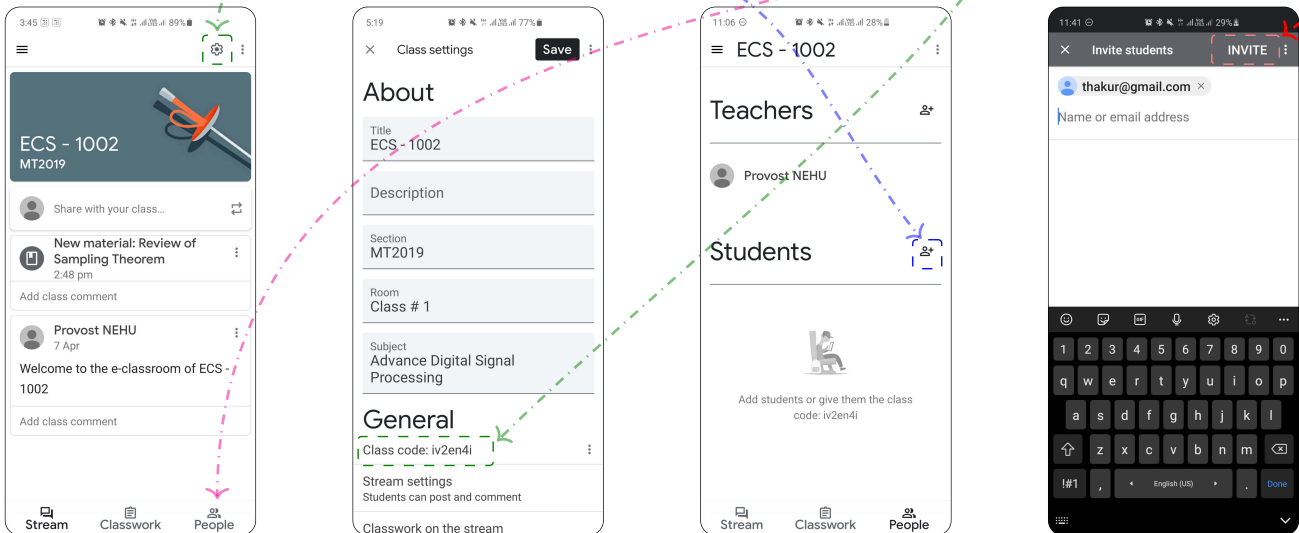 3:45
89%
ECS - 1002
MT2019
Share with your class...
New material: Review of
Sampling Theorem
2:48 pm
Add class comment
Provost NEHU
7 Apr
Welcome to the e-classroom of ECS -
1002
Add class comment
Stream
Classwork
People
5:19
77%
Class settings
Save
About
Title
ECS - 1002
Description
Section
MT2019
Room
Class # 1
Subject
Advance Digital Signal
Processing
General
Class code: iv2en4i
Stream settings
Students can post and comment
Classwork on the stream
11:06
28%
ECS - 1002
Teachers
Provost NEHU
Students
Add students or give them the class
code: iv2en4i
Stream
Classwork
People
11:41
29%
Invite students
INVITE
thakur@gmail.com
Name or email address
GIF
1 2 3 4 5 6 7 8 9 0
q w e r t y u i o p
a s d f g h j k l
z x c v b n m
!#1 , English (US) . Done